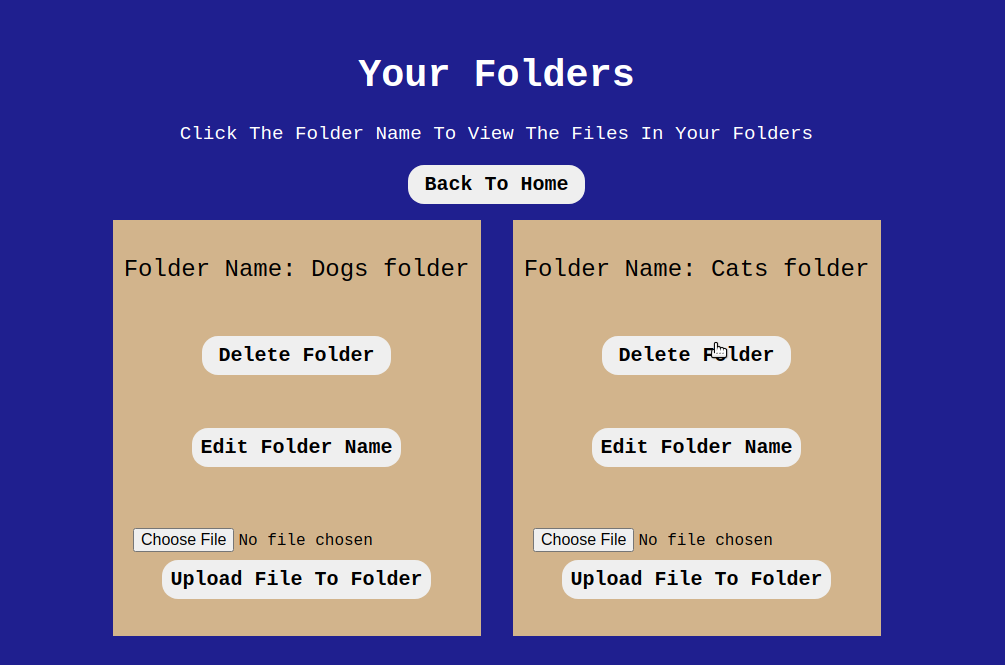 Your Folders
Click The Folder Name To View The Files In Your Folders
Back To Home
Folder Name: Dogs folder
Delete Folder
Edit Folder Name
Choose File No file chosen
Upload File To Folder
Folder Name: Cats folder
Delete Folder
Edit Folder Name
Choose File No file chosen
Upload File To Folder